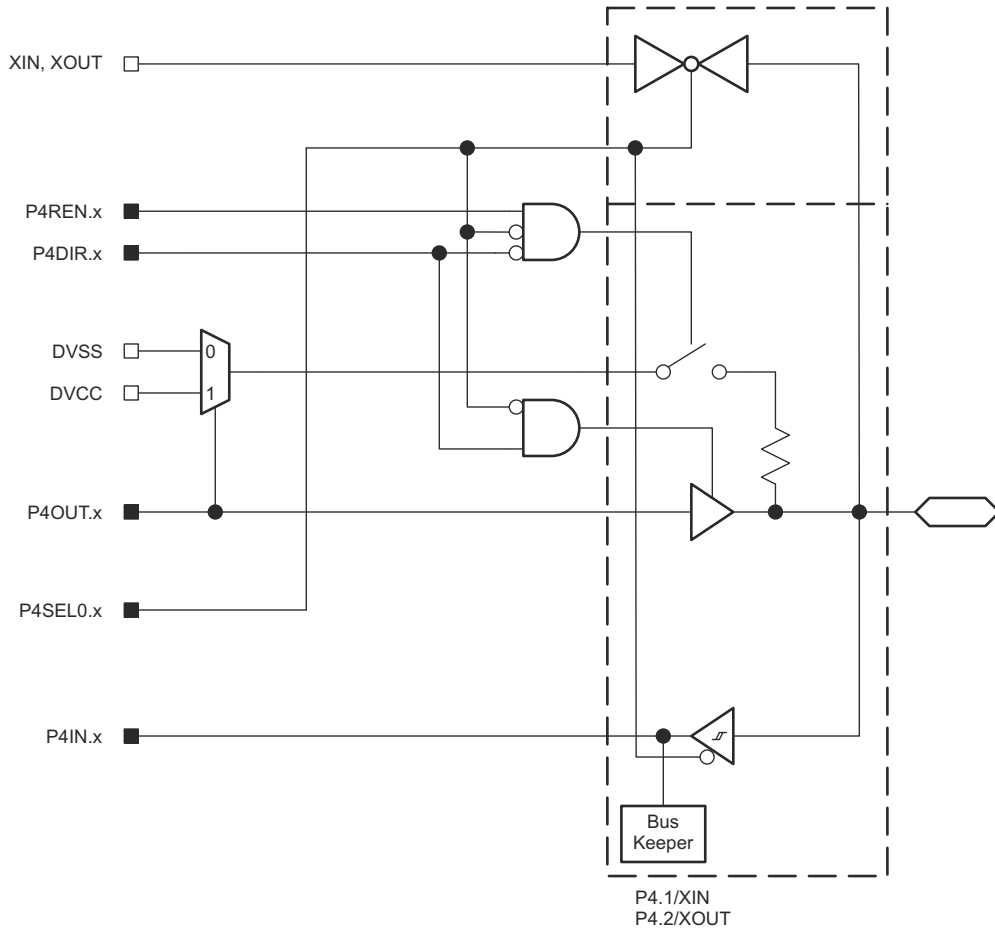 XIN, XOUT
P4REN.x
P4DIR.x
DVSS
0
DVCC
1
P4OUT.x
P4SEL0.x
P4IN.x
Bus
Keeper
P4.1/XIN
P4.2/XOUT